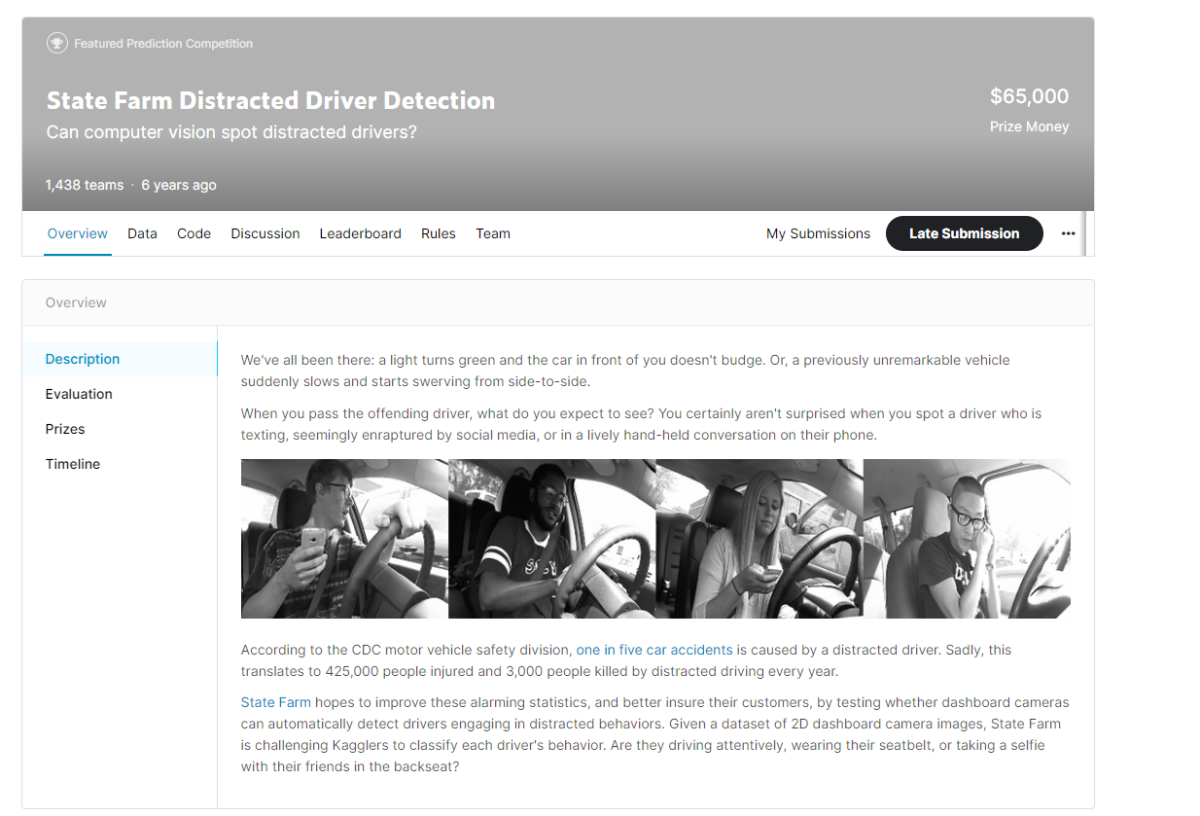 Featured Prediction Competition
State Farm Distracted Driver Detection
Can computer vision spot distracted drivers?
$65,000
Prize Money
1,438 teams · 6 years ago
Overview Data Code Discussion Leaderboard Rules Team My Submissions Late Submission ...
Overview
Description
Evaluation
Prizes
Timeline
We've all been there: a light turns green and the car in front of you doesn't budge. Or, a previously unremarkable vehicle
suddenly slows and starts swerving from side-to-side.
When you pass the offending driver, what do you expect to see? You certainly aren't surprised when you spot a driver who is
texting, seemingly enraptured by social media, or in a lively hand-held conversation on their phone.
According to the CDC motor vehicle safety division, one in five car accidents is caused by a distracted driver. Sadly, this
translates to 425,000 people injured and 3,000 people killed by distracted driving every year.
State Farm hopes to improve these alarming statistics, and better insure their customers, by testing whether dashboard cameras
can automatically detect drivers engaging in distracted behaviors. Given a dataset of 2D dashboard camera images, State Farm
is challenging Kagglers to classify each driver's behavior. Are they driving attentively, wearing their seatbelt, or taking a selfie
with their friends in the backseat?